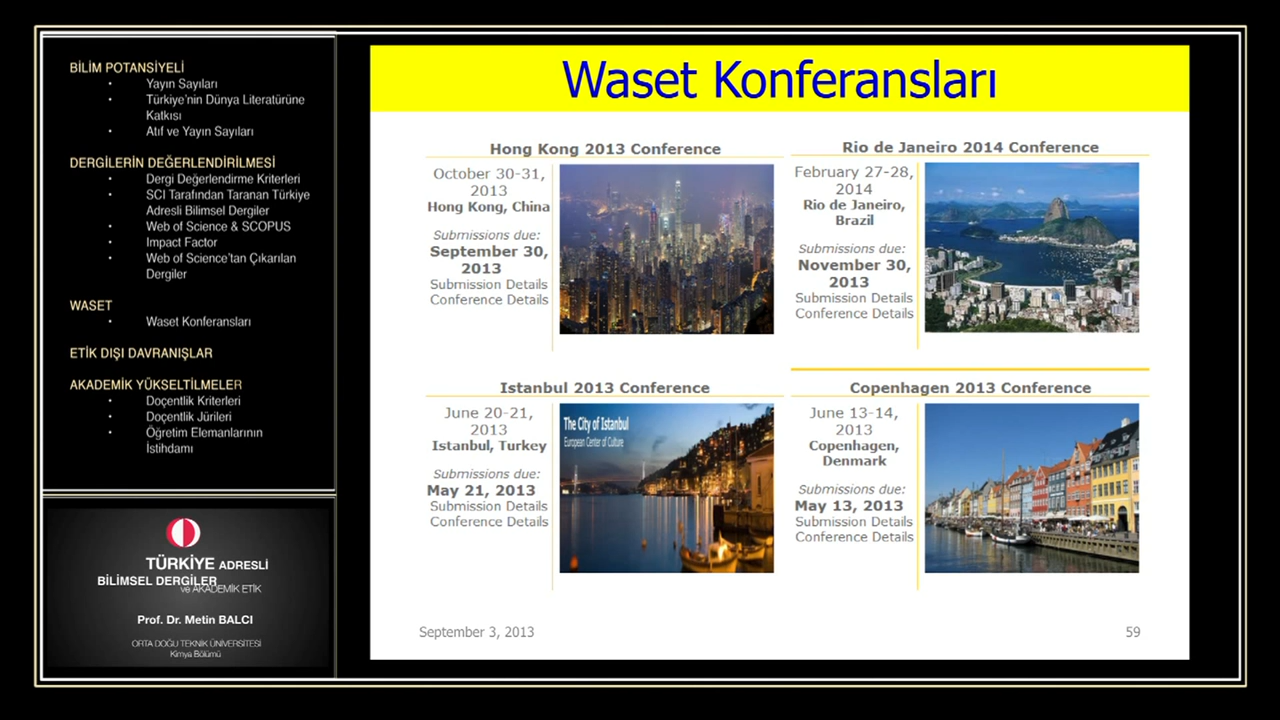 BİLİM POTANSİYELİ
• Yayın Sayıları
• Türkiye'nin Dünya Literatürüne
Katkısı
• Atıf ve Yayın Sayıları
DERGİLERİN DEĞERLENDİRİLMESİ
• Dergi Değerlendirme Kriterleri
• SCI Tarafından Taranan Türkiye
Adresli Bilimsel Dergiler
• Web of Science & SCOPUS
• Impact Factor
• Web of Science'tan Çıkarılan
Dergiler
WASET
• Waset Konferansları
ETİK DIŞI DAVRANIŞLAR
AKADEMİK YÜKSELTİLMELER
• Doçentlik Kriterleri
• Doçentlik Jürileri
• Öğretim Elemanlarının
İstihdamı
TÜRKİYE ADRESLİ
BİLİMSEL DERGİLER
ve AKADEMİK ETİK
Prof. Dr. Metin BALCI
ORTA DOĞU TEKNİK ÜNİVERSİTESİ
Kimya Bölümü
Waset Konferansları
Hong Kong 2013 Conference
October 30-31,
2013
Hong Kong, China
Submissions due:
September 30,
2013
Submission Details
Conference Details
Rio de Janeiro 2014 Conference
February 27-28,
2014
Rio de Janeiro,
Brazil
Submissions due:
November 30,
2013
Submission Details
Conference Details
Istanbul 2013 Conference
June 20-21,
2013
Istanbul, Turkey
Submissions due:
May 21, 2013
Submission Details
Conference Details
The City of Istanbul
European Center of Culture
Copenhagen 2013 Conference
June 13-14,
2013
Copenhagen,
Denmark
Submissions due:
May 13, 2013
Submission Details
Conference Details
September 3, 2013
59